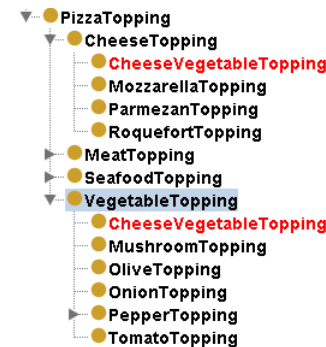 PizzaTopping
CheeseTopping
CheeseVegetableTopping
MozzarellaTopping
ParmezanTopping
RoquefortTopping
MeatTopping
SeafoodTopping
VegetableTopping
CheeseVegetableTopping
MushroomTopping
OliveTopping
OnionTopping
PepperTopping
TomatoTopping